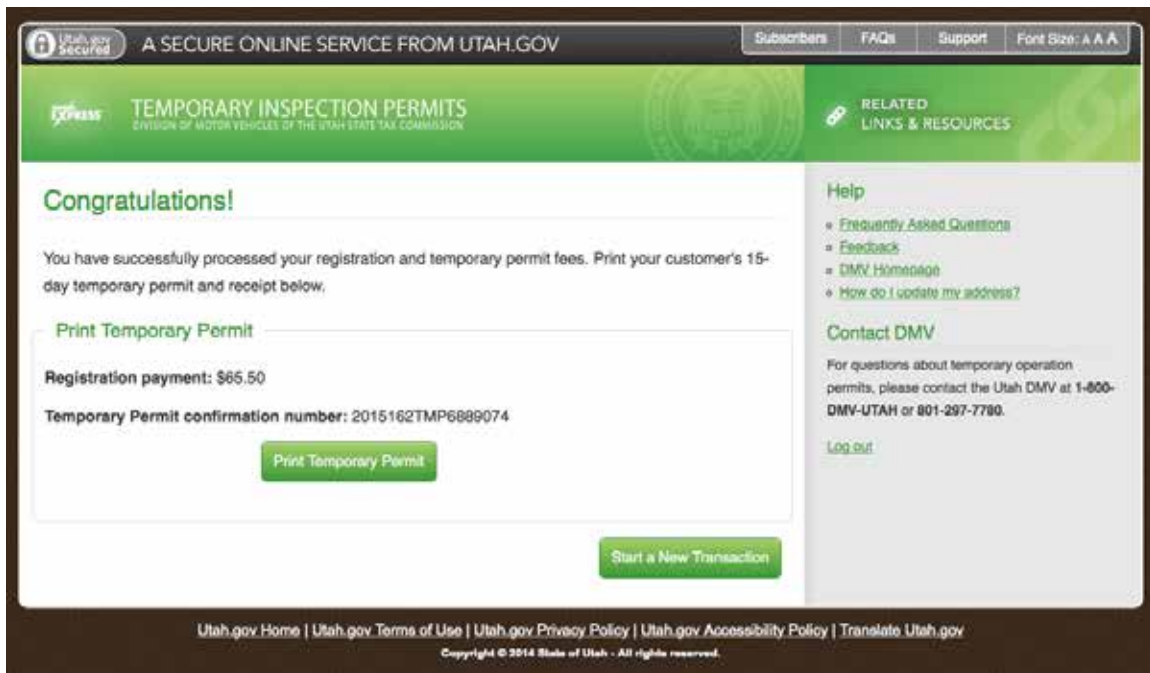 Utah.gov Secured
A SECURE ONLINE SERVICE FROM UTAH.GOV
Subscribers FAQs Support Font Size: A A A
EXPRESS
TEMPORARY INSPECTION PERMITS
DIVISION OF MOTOR VEHICLES OF THE UTAH STATE TAX COMMISSION
RELATED
LINKS & RESOURCES
Congratulations!
You have successfully processed your registration and temporary permit fees. Print your customer's 15-
day temporary permit and receipt below.
Print Temporary Permit
Registration payment: $65.50
Temporary Permit confirmation number: 2015162TMP6889074
Print Temporary Permit
Start a New Transaction
Help
Frequently Asked Questions
Feedback
DMV Homepage
How do I update my address?
Contact DMV
For questions about temporary operation
permits, please contact the Utah DMV at 1-800-
DMV-UTAH or 801-297-7780.
Log out
Utah.gov Home | Utah.gov Terms of Use | Utah.gov Privacy Policy | Utah.gov Accessibility Policy | Translate Utah.gov
Copyright © 2014 State of Utah - All rights reserved.